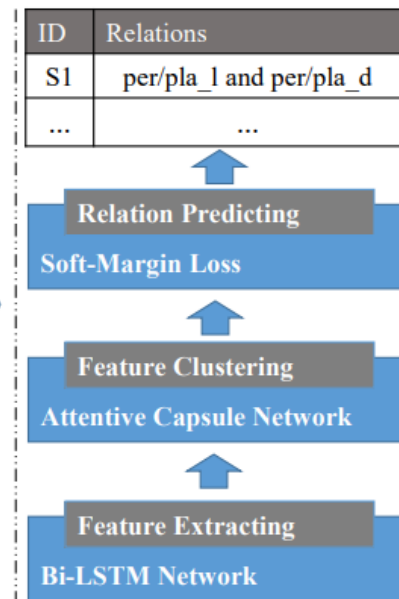 ID Relations
S1 per/pla_l and per/pla_d
... ...
Relation Predicting
Soft-Margin Loss
Feature Clustering
Attentive Capsule Network
Feature Extracting
Bi-LSTM Network